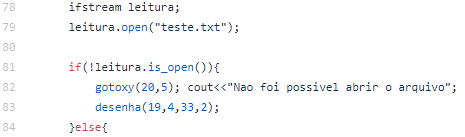 78 ifstream leitura;
79 leitura.open("teste.txt");
80
81 if(!leitura.is_open()){
82 gotoxy(20,5); cout<<"Nao foi possivel abrir o arquivo";
83 desenha(19,4,33,2);
84 }else{